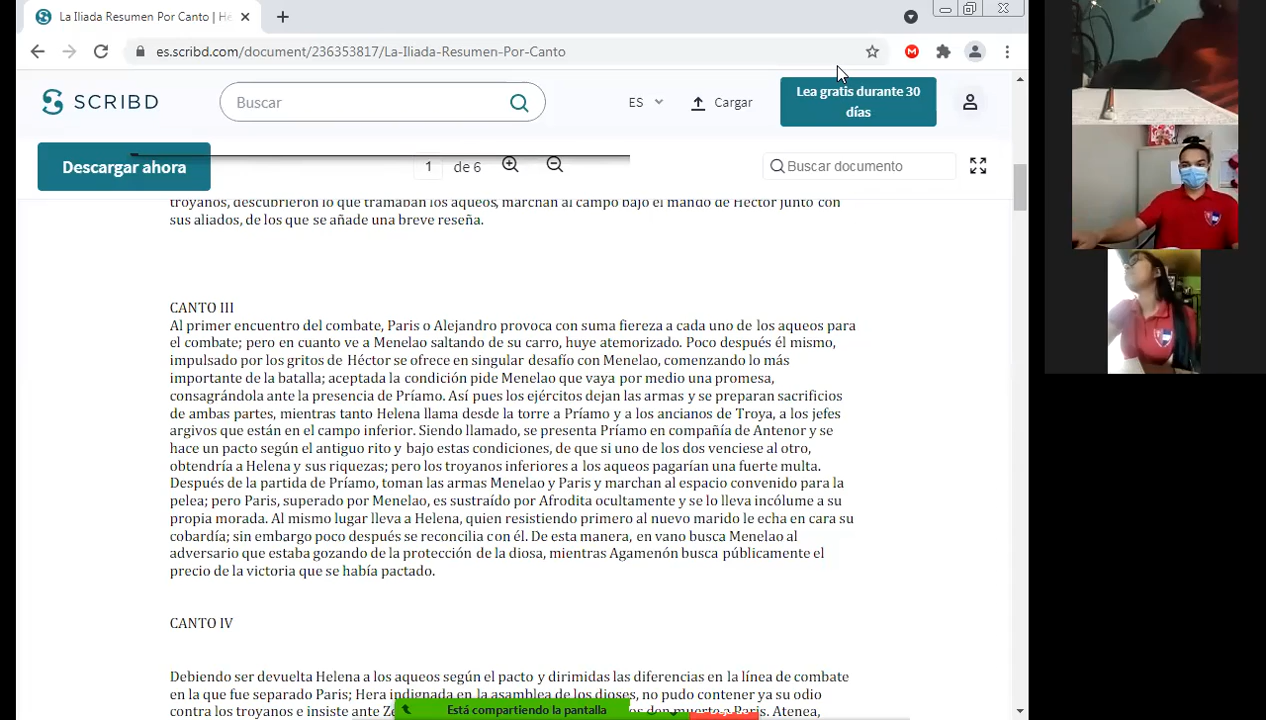 La Iliada Resumen Por Canto | He
es.scribd.com/document/236353817/La-Iliada-Resumen-Por-Canto
SCRIBD
Buscar
ES
Cargar
Lea gratis durante 30
días
Descargar ahora
1 de 6
Buscar documento
troyanos, descubrieron lo que tramaban los aqueos, marchan al campo bajo el mando de Héctor junto con
sus aliados, de los que se añade una breve reseña.
CANTO III
Al primer encuentro del combate, Paris o Alejandro provoca con suma fiereza a cada uno de los aqueos para
el combate; pero en cuanto ve a Menelao saltando de su carro, huye atemorizado. Poco después él mismo,
impulsado por los gritos de Héctor se ofrece en singular desafío con Menelao, comenzando lo más
importante de la batalla; aceptada la condición pide Menelao que vaya por medio una promesa,
consagrándola ante la presencia de Príamo. Así pues los ejércitos dejan las armas y se preparan sacrificios
de ambas partes, mientras tanto Helena llama desde la torre a Príamo y a los ancianos de Troya, a los jefes
argivos que están en el campo inferior. Siendo llamado, se presenta Príamo en compañía de Antenor y se
hace un pacto según el antiguo rito y bajo estas condiciones, de que si uno de los dos venciese al otro,
obtendría a Helena y sus riquezas; pero los troyanos inferiores a los aqueos pagarían una fuerte multa.
Después de la partida de Príamo, toman las armas Menelao y Paris y marchan al espacio convenido para la
pelea; pero Paris, superado por Menelao, es sustraído por Afrodita ocultamente y se lo lleva incólume a su
propia morada. Al mismo lugar lleva a Helena, quien resistiendo primero al nuevo marido le echa en cara su
cobardía; sin embargo poco después se reconcilia con él. De esta manera, en vano busca Menelao al
adversario que estaba gozando de la protección de la diosa, mientras Agamenón busca públicamente el
precio de la victoria que se había pactado.
CANTO IV
Debiendo ser devuelta Helena a los aqueos según el pacto y dirimidas las diferencias en la línea de combate
en la que fue separado Paris; Hera indignada en la asamblea de los dioses, no pudo contener ya su odio
contra los troyanos e insiste ante den muerte a Paris. Atenea,
Está compartiendo la pantalla